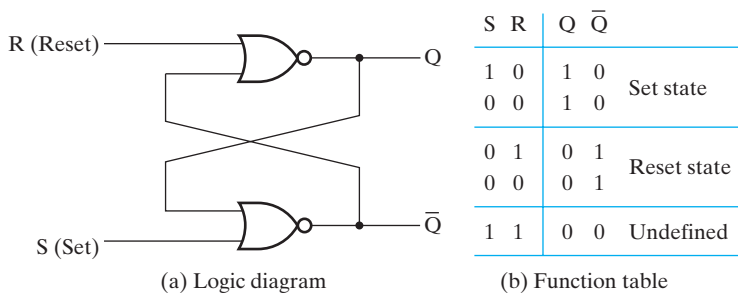 R (Reset)
Q
Q̅
S (Set)
(a) Logic diagram
S R Q Q̅
1 0 1 0
0 0 1 0
Set state
0 1 0 1
0 0 0 1
Reset state
1 1 0 0 Undefined
(b) Function table